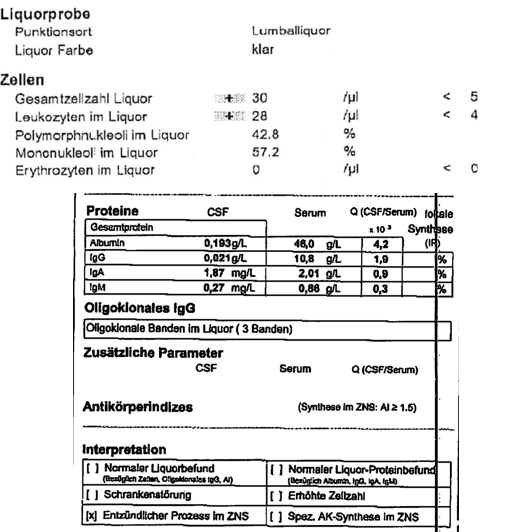 Liquorprobe
Punktionsort Lumballiquor
Liquor Farbe klar
Zellen
Gesamtzellzahl Liquor + 30 /µl < 5
Leukozyten im Liquor + 28 /µl < 4
Polymorphnukleoli im Liquor 42.8 %
Mononukleoli im Liquor 57.2 %
Erythrozyten im Liquor 0 /µl < 0
Proteine CSF Serum Q (CSF/Serum) lokale
Gesamtprotein x 10 ³ Synthese
Albumin 0,193g/L 46,0 g/L 4,2 (IF)
IgG 0,021g/L 10,8 g/L 1,9 %
IgA 1,87 mg/L 2,01 g/L 0,9 %
IgM 0,27 mg/L 0,86 g/L 0,3 %
Oligoklonales IgG
Oligoklonale Banden im Liquor ( 3 Banden)
Zusätzliche Parameter
CSF Serum Q (CSF/Serum)
Antikörperindizes (Synthese im ZNS: AI ≥ 1.5)
Interpretation
[ ] Normaler Liquorbefund [ ] Normaler Liquor-Proteinbefund
(Bezüglich Zellen, Oligoklonales IgG, AI) (Bezüglich Albumin, IgG, IgA, IgM)
[ ] Schrankenstörung [ ] Erhöhte Zellzahl
[x] Entzündlicher Prozess im ZNS [ ] Spez. AK-Synthese im ZNS